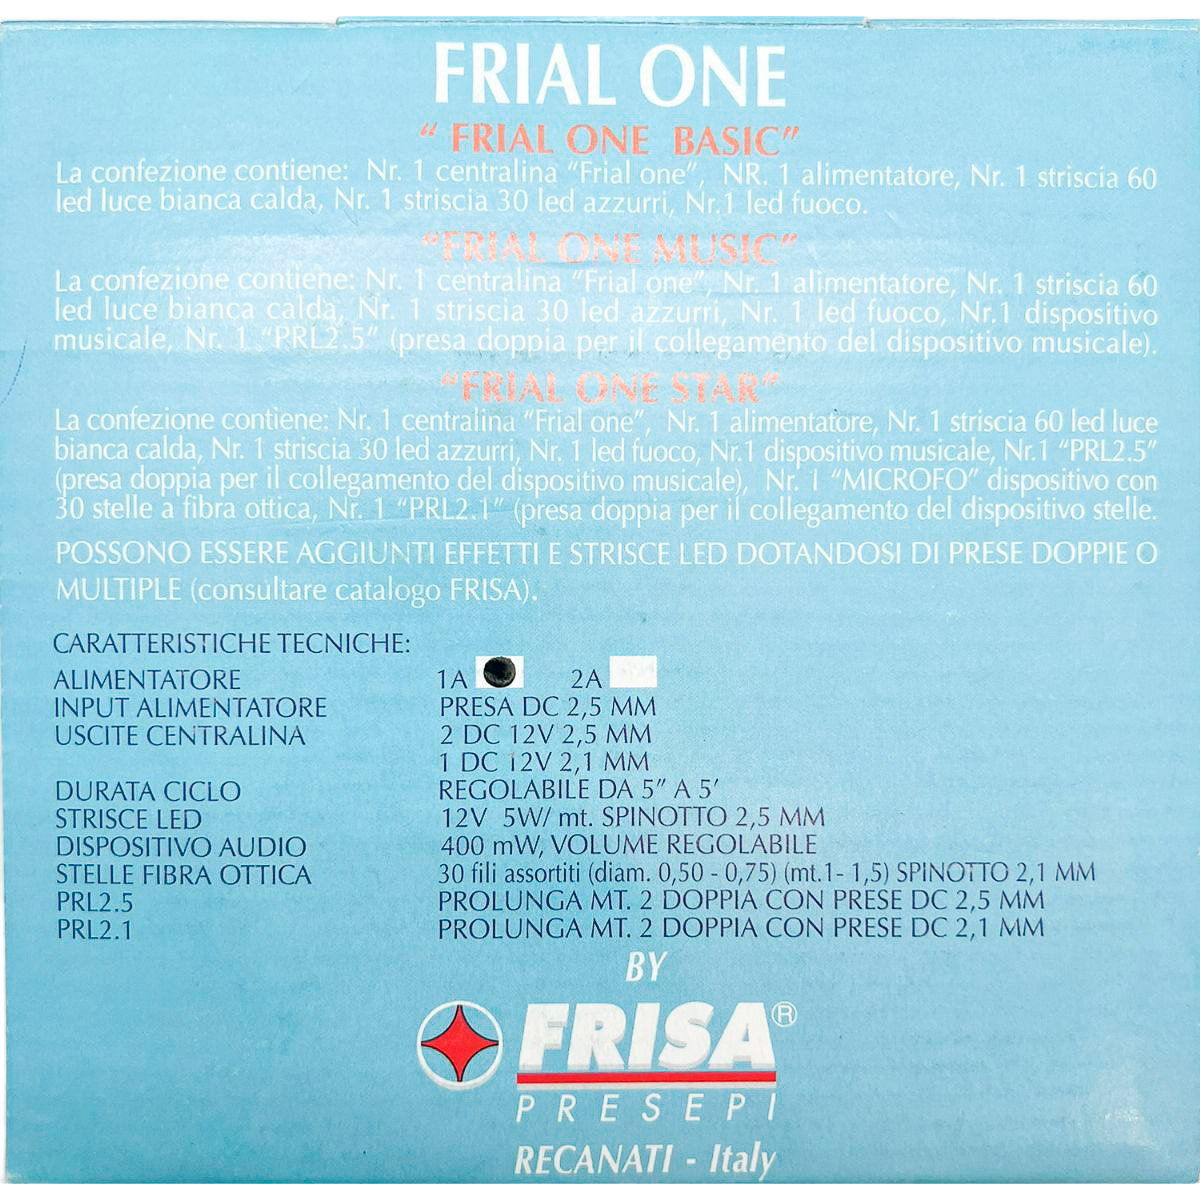 FRIAL ONE
“ FRIAL ONE BASIC”
La confezione contiene: Nr. 1 centralina “Frial one”, NR. 1 alimentatore, Nr. 1 striscia 60
led luce bianca calda, Nr. 1 striscia 30 led azzurri, Nr.1 led fuoco.
“FRIAL ONE MUSIC”
La confezione contiene: Nr. 1 centralina “Frial one”, Nr. 1 alimentatore, Nr. 1 striscia 60
led luce bianca calda, Nr. 1 striscia 30 led azzurri, Nr. 1 led fuoco, Nr.1 dispositivo
musicale, Nr. 1 “PRL2.5” (presa doppia per il collegamento del dispositivo musicale).
“FRIAL ONE STAR”
La confezione contiene: Nr. 1 centralina “Frial one”, Nr. 1 alimentatore, Nr. 1 striscia 60 led luce
bianca calda, Nr. 1 striscia 30 led azzurri, Nr. 1 led fuoco, Nr.1 dispositivo musicale, Nr.1 “PRL2.5”
(presa doppia per il collegamento del dispositivo musicale), Nr. 1 “MICROFO” dispositivo con
30 stelle a fibra ottica, Nr. 1 “PRL2.1” (presa doppia per il collegamento del dispositivo stelle.
POSSONO ESSERE AGGIUNTI EFFETTI E STRISCE LED DOTANDOSI DI PRESE DOPPIE O
MULTIPLE (consultare catalogo FRISA).
CARATTERISTICHE TECNICHE:
ALIMENTATORE 1A 2A
INPUT ALIMENTATORE PRESA DC 2,5 MM
USCITE CENTRALINA 2 DC 12V 2,5 MM
1 DC 12V 2,1 MM
DURATA CICLO REGOLABILE DA 5” A 5’
STRISCE LED 12V 5W/ mt. SPINOTTO 2,5 MM
DISPOSITIVO AUDIO 400 mW, VOLUME REGOLABILE
STELLE FIBRA OTTICA 30 fili assortiti (diam. 0,50 - 0,75) (mt.1- 1,5) SPINOTTO 2,1 MM
PRL2.5 PROLUNGA MT. 2 DOPPIA CON PRESE DC 2,5 MM
PRL2.1 PROLUNGA MT. 2 DOPPIA CON PRESE DC 2,1 MM
BY
FRISA®
PRESEPI
RECANATI - Italy